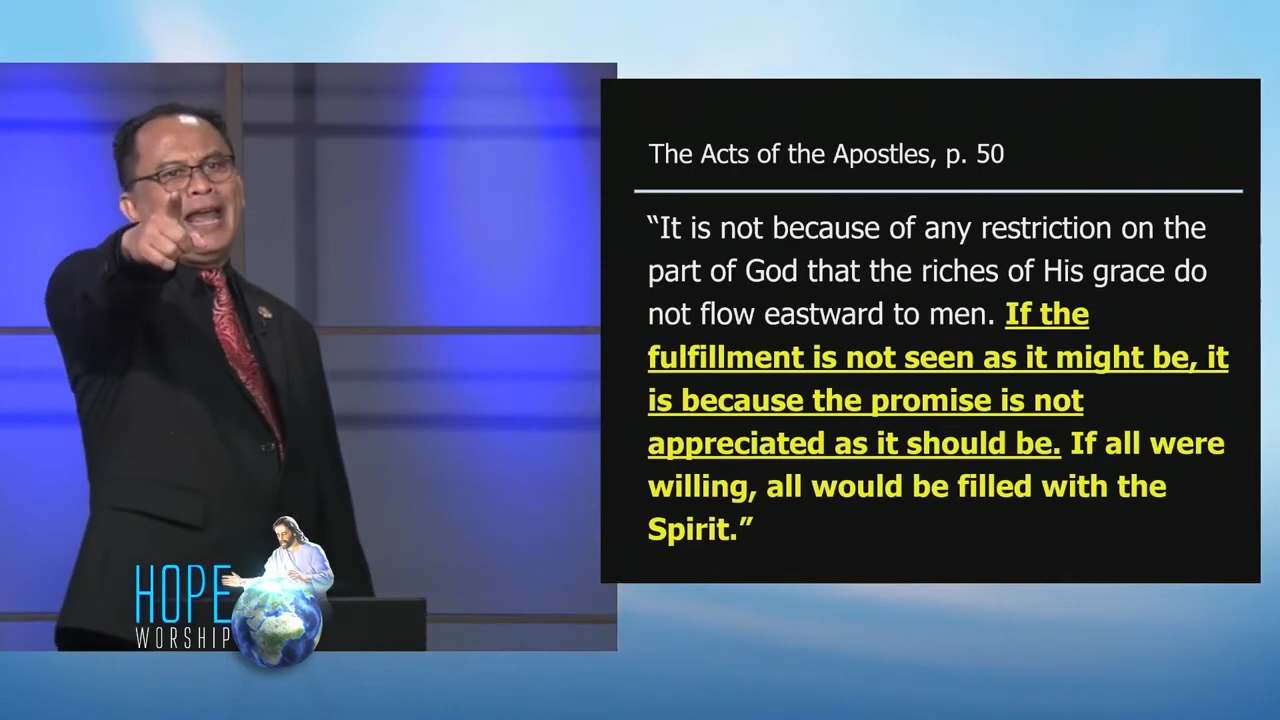 The Acts of the Apostles, p. 50
“It is not because of any restriction on the
part of God that the riches of His grace do
not flow eastward to men. If the
fulfillment is not seen as it might be, it
is because the promise is not
appreciated as it should be. If all were
willing, all would be filled with the
Spirit.”
HOPE
WORSHIP